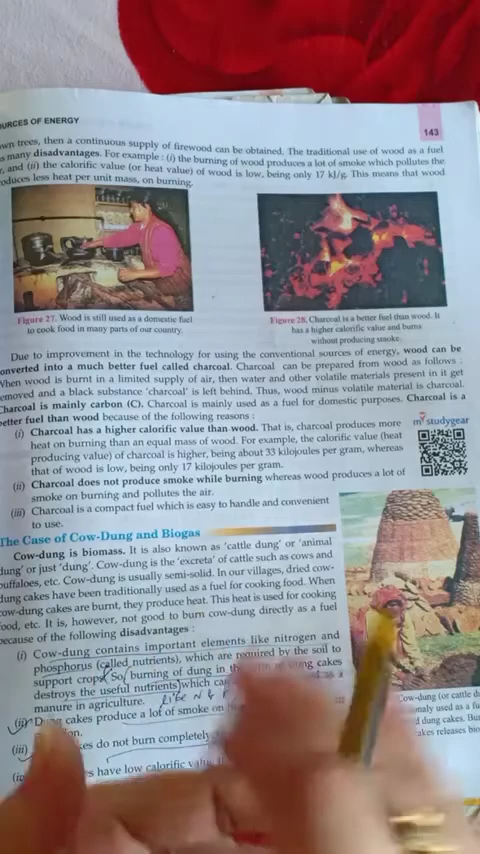 OURCES OF ENERGY
143
own trees, then a continuous supply of firewood can be obtained. The traditional use of wood as a fuel
as many disadvantages. For example : (i) the burning of wood produces a lot of smoke which pollutes the
, and (ii) the calorific value (or heat value) of wood is low, being only 17 kJ/g. This means that wood
oduces less heat per unit mass, on burning.
Figure 27. Wood is still used as a domestic fuel
to cook food in many parts of our country.
Figure 28. Charcoal is a better fuel than wood. It
has a higher calorific value and burns
without producing smoke.
Due to improvement in the technology for using the conventional sources of energy, wood can be
onverted into a much better fuel called charcoal. Charcoal can be prepared from wood as follows :
When wood is burnt in a limited supply of air, then water and other volatile materials present in it get
emoved and a black substance 'charcoal' is left behind. Thus, wood minus volatile material is charcoal.
Charcoal is mainly carbon (C). Charcoal is mainly used as a fuel for domestic purposes. Charcoal is a
etter fuel than wood because of the following reasons :
(i) Charcoal has a higher calorific value than wood. That is, charcoal produces more
heat on burning than an equal mass of wood. For example, the calorific value (heat
producing value) of charcoal is higher, being about 33 kilojoules per gram, whereas
that of wood is low, being only 17 kilojoules per gram.
my studygear
(ii) Charcoal does not produce smoke while burning whereas wood produces a lot of
smoke on burning and pollutes the air.
(iii) Charcoal is a compact fuel which is easy to handle and convenient
to use.
The Case of Cow-Dung and Biogas
Cow-dung is biomass. It is also known as 'cattle dung' or 'animal
dung' or just 'dung'. Cow-dung is the 'excreta' of cattle such as cows and
buffaloes, etc. Cow-dung is usually semi-solid. In our villages, dried cow-
dung cakes have been traditionally used as a fuel for cooking food. When
cow-dung cakes are burnt, they produce heat. This heat is used for cooking
food, etc. It is, however, not good to burn cow-dung directly as a fuel
because of the following disadvantages :
(i) Cow-dung contains important elements like nitrogen and
phosphorus (called nutrients), which are required by the soil to
support crops. So, burning of dung in the cakes
destroys the useful nutrients which can as a
manure in agriculture. like N &
(ii) Dung cakes produce a lot of smoke on
(iii) kes do not burn completely
s have low calorific value
Cow-dung (or cattle du
only used as a fu
d dung cakes. Bur
cakes releases bio